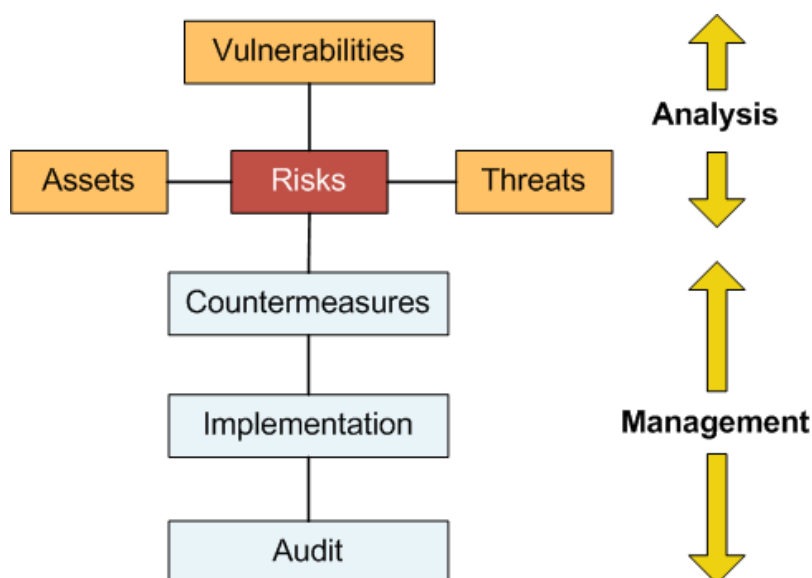 Vulnerabilities
Analysis
Assets
Risks
Threats
Countermeasures
Implementation
Management
Audit